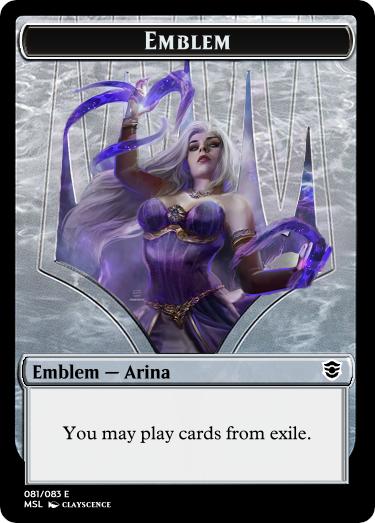 EMBLEM
Emblem — Arina
You may play cards from exile.
081/083 E
MSL CLAYSCENCE